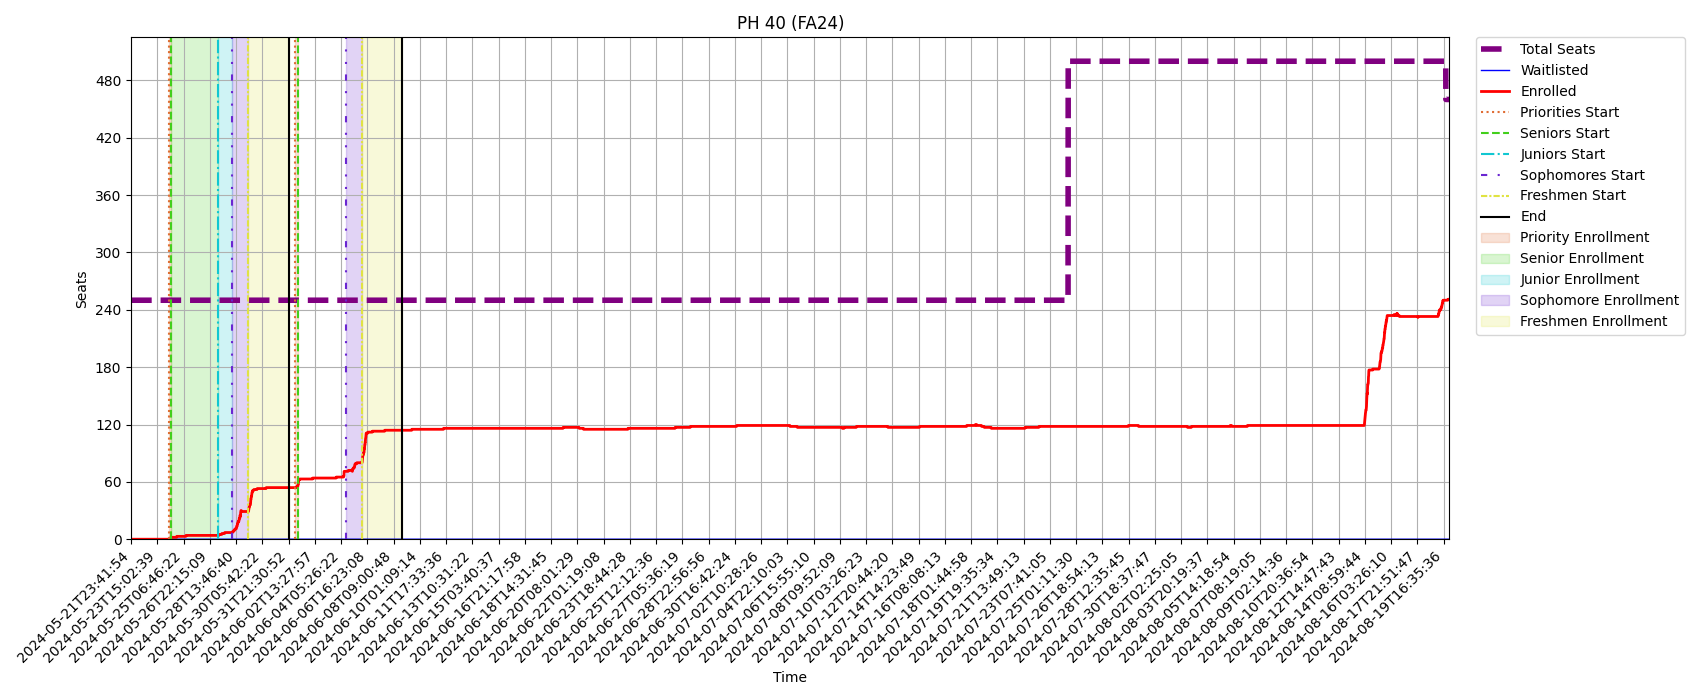 PH 40 (FA24)
Seats
480
420
360
300
240
180
120
60
0
2024-05-21T23:41:54
2024-05-23T15:02:39
2024-05-25T06:46:22
2024-05-26T22:15:09
2024-05-28T13:46:40
2024-05-30T05:42:22
2024-05-31T21:30:52
2024-06-02T13:27:57
2024-06-04T05:26:22
2024-06-06T16:23:08
2024-06-08T09:00:48
2024-06-10T01:09:14
2024-06-11T17:33:36
2024-06-13T10:31:22
2024-06-15T03:40:37
2024-06-16T21:17:58
2024-06-18T14:31:45
2024-06-20T08:01:29
2024-06-22T01:19:08
2024-06-23T18:44:28
2024-06-25T12:12:36
2024-06-27T05:36:19
2024-06-28T22:56:56
2024-06-30T16:42:24
2024-07-02T10:28:26
2024-07-04T22:10:03
2024-07-06T15:55:10
2024-07-08T09:52:09
2024-07-10T03:26:23
2024-07-12T20:44:20
2024-07-14T14:23:49
2024-07-16T08:08:13
2024-07-18T01:44:58
2024-07-19T19:35:34
2024-07-21T13:49:13
2024-07-23T07:41:05
2024-07-25T01:11:30
2024-07-26T18:54:13
2024-07-28T12:35:45
2024-07-30T18:37:47
2024-08-02T02:25:05
2024-08-03T20:19:37
2024-08-05T14:18:54
2024-08-07T08:19:05
2024-08-09T02:14:36
2024-08-10T20:36:54
2024-08-12T14:47:43
2024-08-14T08:59:44
2024-08-16T03:26:10
2024-08-17T21:51:47
2024-08-19T16:35:36
Time
Total Seats
Waitlisted
Enrolled
Priorities Start
Seniors Start
Juniors Start
Sophomores Start
Freshmen Start
End
Priority Enrollment
Senior Enrollment
Junior Enrollment
Sophomore Enrollment
Freshmen Enrollment